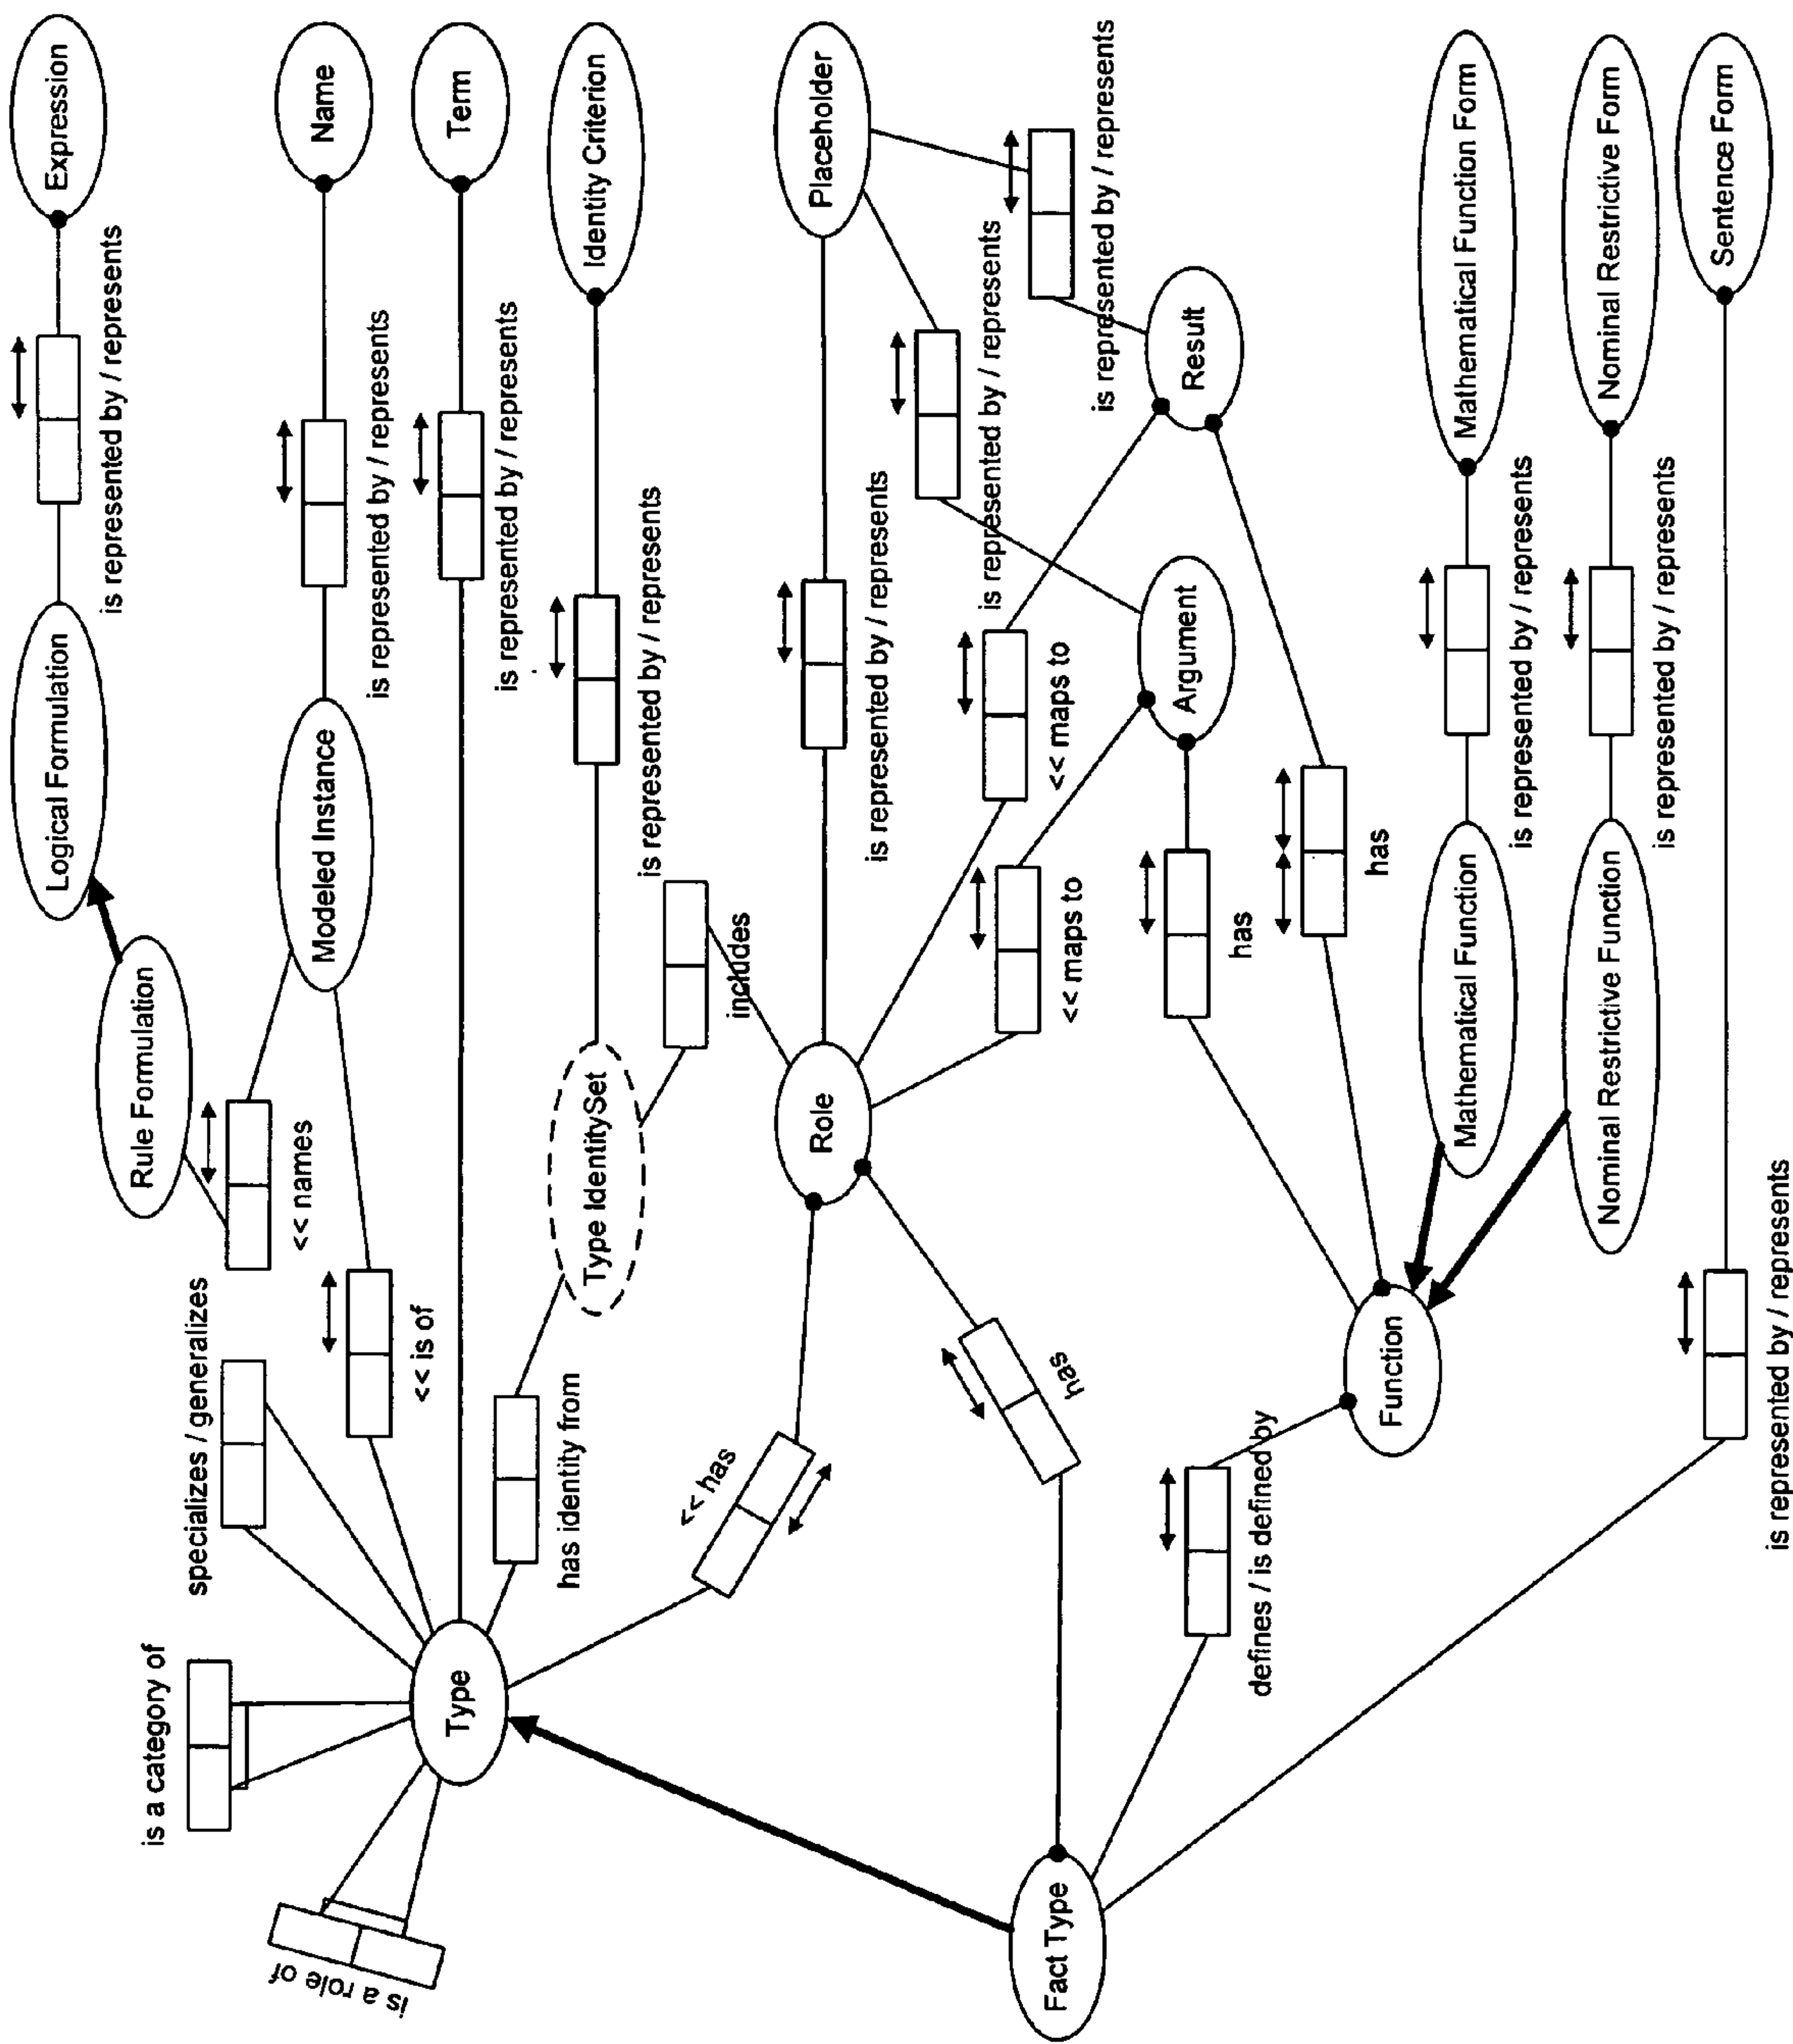 Logical Formulation
Expression
is represented by / represents
Rule Formulation
is a category of
specializes / generalizes
<< names
is a role of
Modeled Instance
Name
is represented by / represents
<< is of
Type
Term
is represented by / represents
has identity from
Type IdentitySet
Identity Criterion
is represented by / represents
<< has
includes
Role
Placeholder
is represented by / represents
is represented by / represents
Fact Type
has
<< maps to
<< maps to
is represented by / represents
Argument
Result
has
defines / is defined by
has
Function
Mathematical Function
Mathematical Function Form
is represented by / represents
Nominal Restrictive Function
Nominal Restrictive Form
is represented by / represents
Sentence Form
is represented by / represents